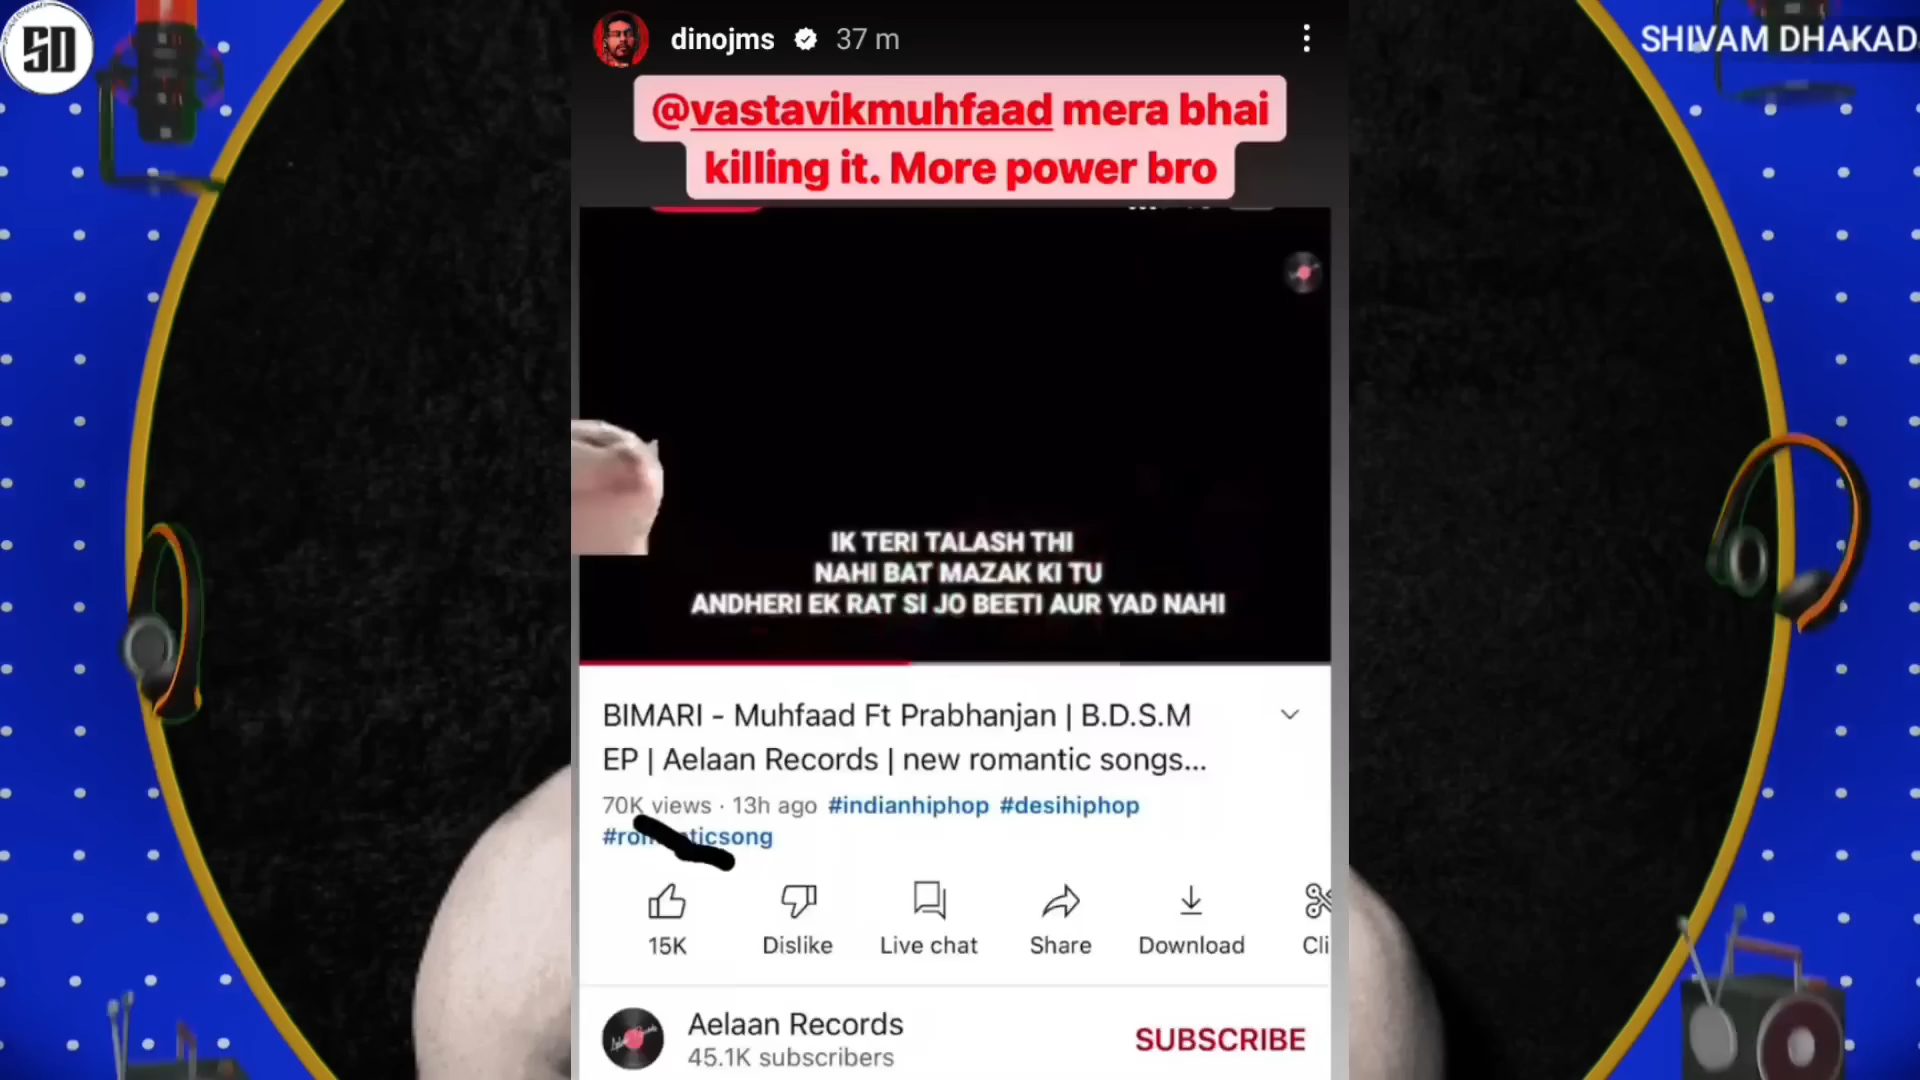 SD
SHIVAM DHAKAD
dinojms 37 m
@vastavikmuhfaad mera bhai
killing it. More power bro
IK TERI TALASH THI
NAHI BAT MAZAK KI TU
ANDHERI EK RAT SI JO BEETI AUR YAD NAHI
BIMARI - Muhfaad Ft Prabhanjan | B.D.S.M
EP | Aelaan Records | new romantic songs...
70K views · 13h ago #indianhiphop #desihiphop
15K
Dislike
Live chat
Share
Download
Cli
Aelaan Records
SUBSCRIBE
45.1K subscribers